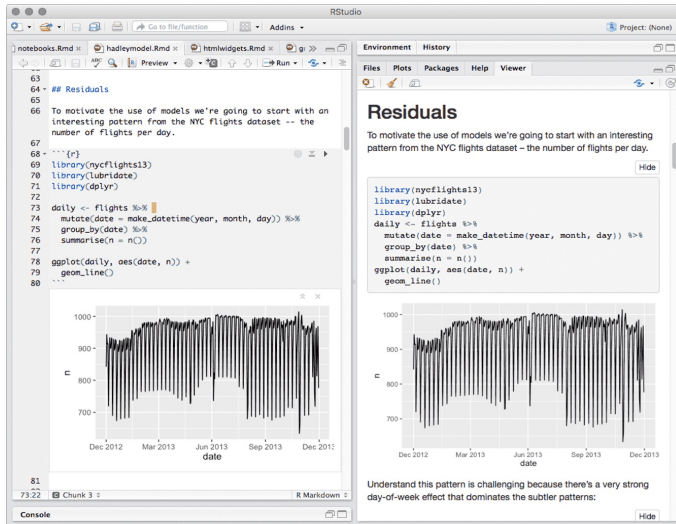 RStudio
Go to file/function
Addins
Project: (None)
notebooks.Rmd
hadleymodel.Rmd
htmlwidgets.Rmd
Preview
Run
63
64 ## Residuals
65
66 To motivate the use of models we're going to start with an
interesting pattern from the NYC flights dataset -- the
number of flights per day.
67
68 ```{r}
69 library(nycflights13)
70 library(lubridate)
71 library(dplyr)
72
73 daily <- flights %>%
74 mutate(date = make_datetime(year, month, day)) %>%
75 group_by(date) %>%
76 summarise(n = n())
77
78 ggplot(daily, aes(date, n)) +
79 geom_line()
80 ```
1000
900
800
700
n
Dec 2012 Mar 2013 Jun 2013 Sep 2013 Dec 2013
date
81
73:22 Chunk 3 R Markdown
Console
Environment History
Files Plots Packages Help Viewer
Residuals
To motivate the use of models we're going to start with an interesting
pattern from the NYC flights dataset – the number of flights per day.
Hide
library(nycflights13)
library(lubridate)
library(dplyr)
daily <- flights %>%
mutate(date = make_datetime(year, month, day)) %>%
group_by(date) %>%
summarise(n = n())
ggplot(daily, aes(date, n)) +
geom_line()
1000
900
800
700
n
Dec 2012 Mar 2013 Jun 2013 Sep 2013 Dec 2013
date
Understand this pattern is challenging because there's a very strong
day-of-week effect that dominates the subtler patterns:
Hide